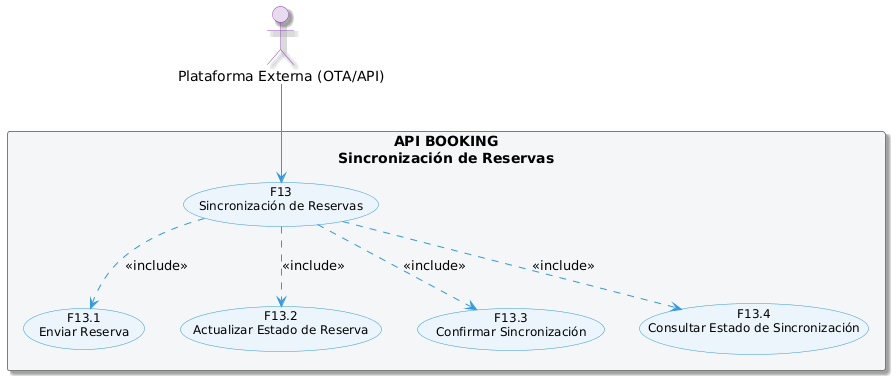 Plataforma Externa (OTA/API)
API BOOKING
Sincronización de Reservas
F13
Sincronización de Reservas
«include»
«include»
«include»
«include»
F13.1
Enviar Reserva
F13.2
Actualizar Estado de Reserva
F13.3
Confirmar Sincronización
F13.4
Consultar Estado de Sincronización